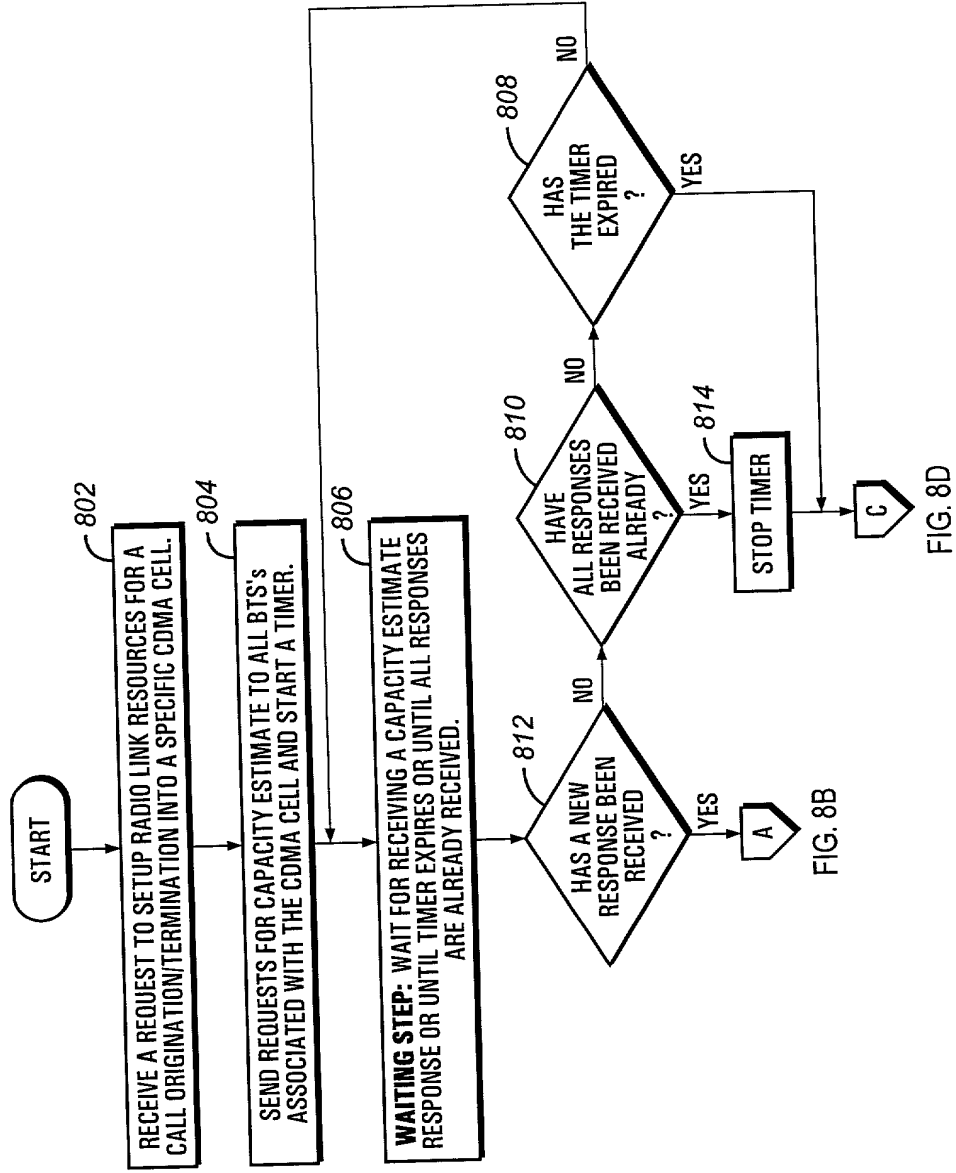 START
802
RECEIVE A REQUEST TO SETUP RADIO LINK RESOURCES FOR A
CALL ORIGINATION/TERMINATION INTO A SPECIFIC CDMA CELL.
804
SEND REQUESTS FOR CAPACITY ESTIMATE TO ALL BTS's
ASSOCIATED WITH THE CDMA CELL AND START A TIMER.
806
WAITING STEP: WAIT FOR RECEIVING A CAPACITY ESTIMATE
RESPONSE OR UNTIL TIMER EXPIRES OR UNTIL ALL RESPONSES
ARE ALREADY RECEIVED.
812
HAS A NEW
RESPONSE BEEN
RECEIVED
?
NO
YES
A
FIG. 8B
810
HAVE
ALL RESPONSES
BEEN RECEIVED
ALREADY
?
NO
YES
814
STOP TIMER
808
HAS
THE TIMER
EXPIRED
?
NO
YES
C
FIG. 8D